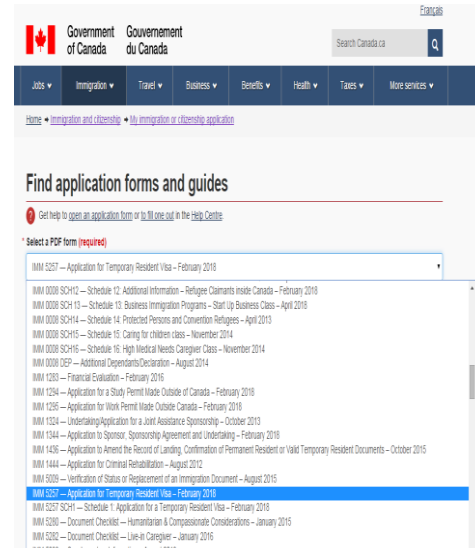 Français
Government Gouvernement
of Canada du Canada
Search Canada.ca
Jobs Immigration Travel Business Benefits Health Taxes More services
Home Immigration and citizenship My immigration or citizenship application
Find application forms and guides
? Get help to open an application form or to fill one out in the Help Centre.
* Select a PDF form (required)
IMM 5257 — Application for Temporary Resident Visa – February 2018
IMM 0008 SCH12 — Schedule 12: Additional Information – Refugee Claimants inside Canada – February 2018
IMM 0008 SCH 13 — Schedule 13: Business Immigration Programs – Start Up Business Class – April 2018
IMM 0008 SCH14 — Schedule 14: Protected Persons and Convention Refugees – April 2013
IMM 0008 SCH15 — Schedule 15: Caring for children class – November 2014
IMM 0008 SCH16 — Schedule 16: High Medical Needs Caregiver Class – November 2014
IMM 0008 DEP — Additional Dependants/Declaration – August 2014
IMM 1283 — Financial Evaluation – February 2016
IMM 1294 — Application for a Study Permit Made Outside of Canada – February 2018
IMM 1295 — Application for Work Permit Made Outside Canada – February 2018
IMM 1324 — Undertaking/Application for a Joint Assistance Sponsorship – October 2013
IMM 1344 — Application to Sponsor, Sponsorship Agreement and Undertaking – February 2018
IMM 1436 — Application to Amend the Record of Landing, Confirmation of Permanent Resident or Valid Temporary Resident Documents – October 2015
IMM 1444 — Application for Criminal Rehabilitation – August 2012
IMM 5009 — Verification of Status or Replacement of an Immigration Document – August 2015
IMM 5257 — Application for Temporary Resident Visa – February 2018
IMM 5257 SCH1 — Schedule 1: Application for a Temporary Resident Visa – February 2018
IMM 5280 — Document Checklist – Humanitarian & Compassionate Considerations – January 2015
IMM 5282 — Document Checklist – Live-in Caregiver – January 2016